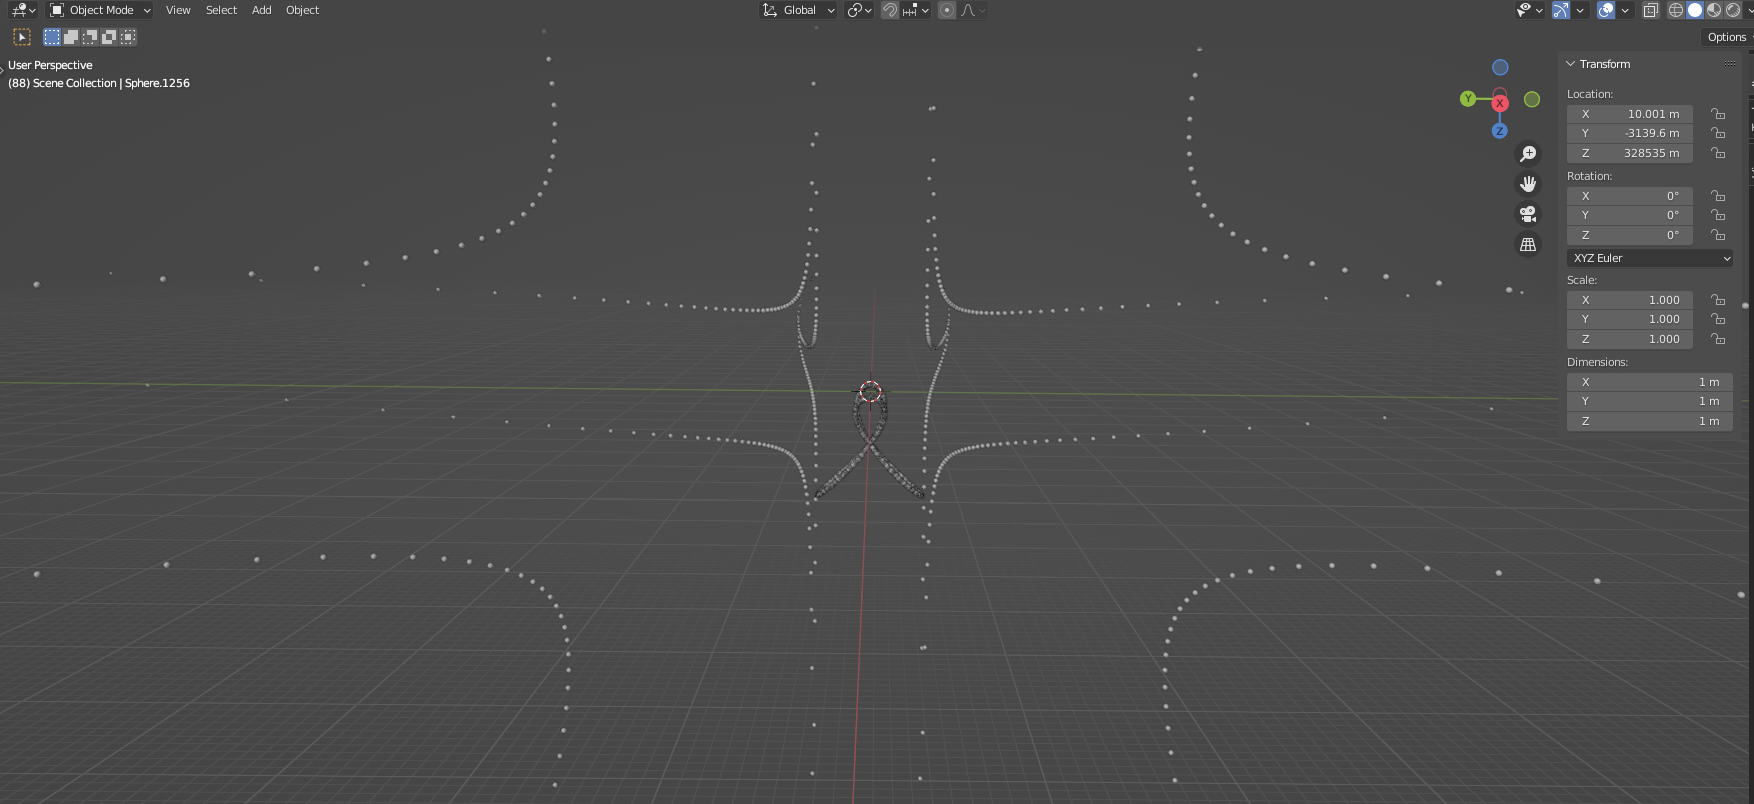 Object Mode View Select Add Object Global
Options
User Perspective
(88) Scene Collection | Sphere.1256
Y X Z
Transform
Location:
X 10.001 m
Y -3139.6 m
Z 328535 m
Rotation:
X 0°
Y 0°
Z 0°
XYZ Euler
Scale:
X 1.000
Y 1.000
Z 1.000
Dimensions:
X 1 m
Y 1 m
Z 1 m